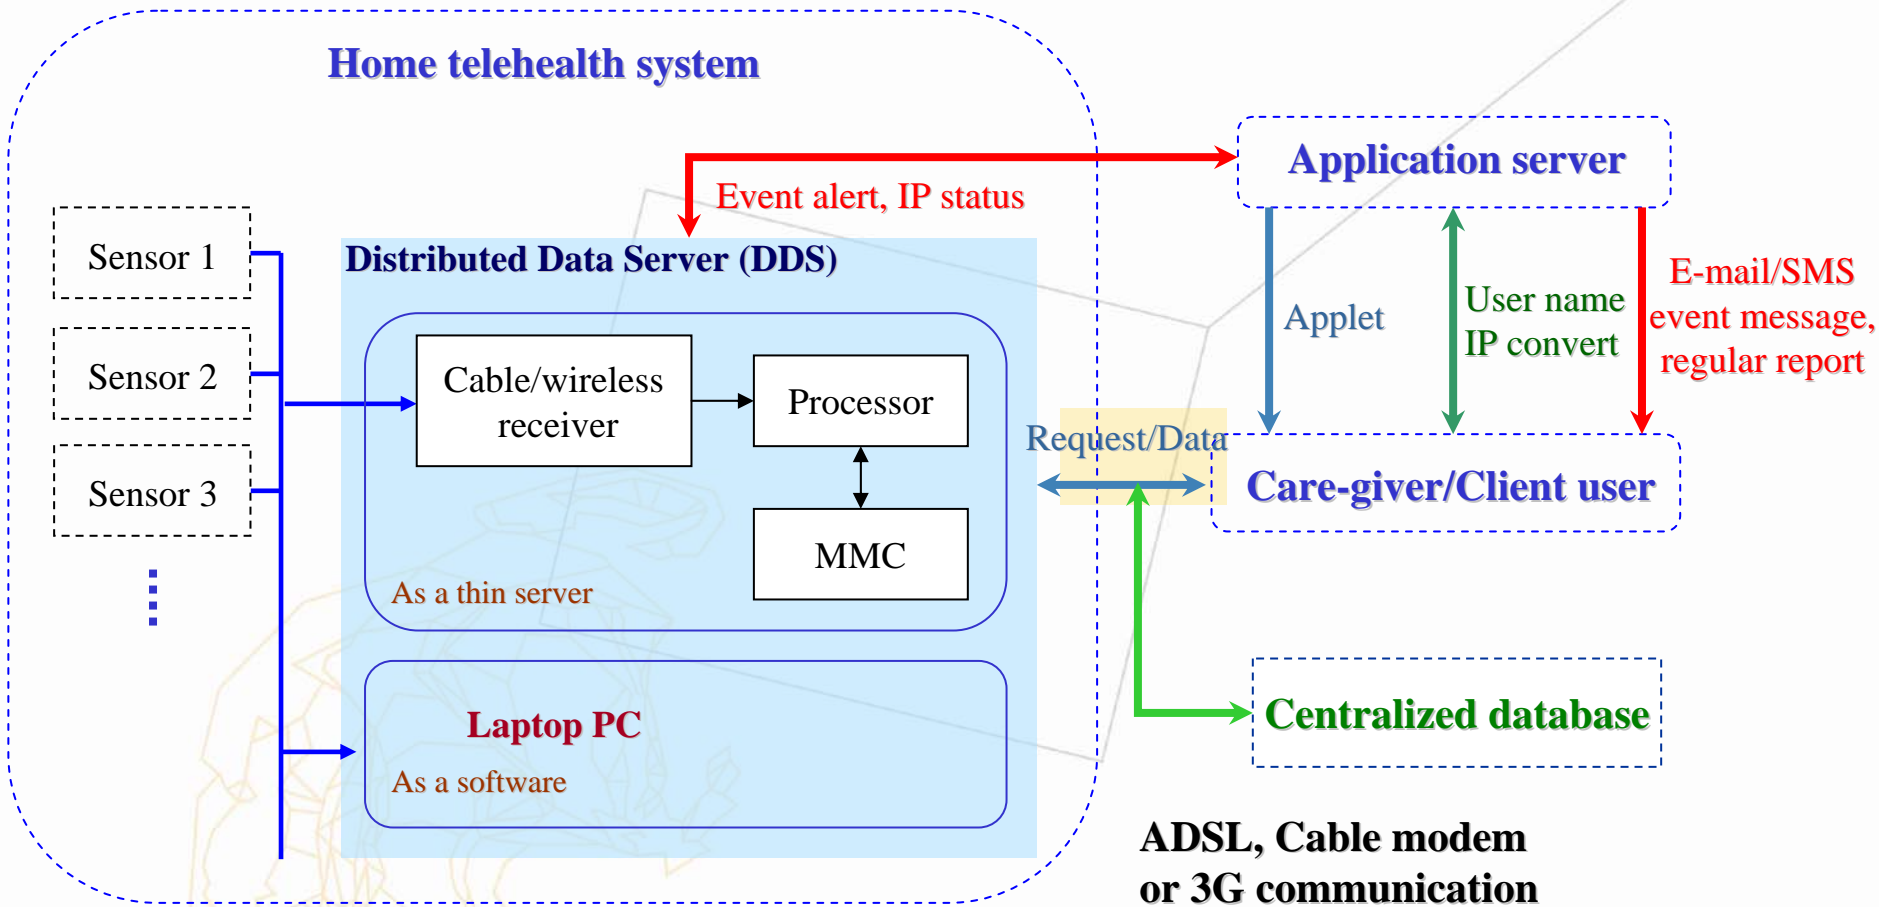 Home telehealth system
Application server
Event alert, IP status
Sensor 1
Sensor 2
Sensor 3
Distributed Data Server (DDS)
Cable/wireless
receiver
Processor
MMC
As a thin server
Laptop PC
As a software
Applet
User name
IP convert
E-mail/SMS
event message,
regular report
Request/Data
Care-giver/Client user
Centralized database
ADSL, Cable modem
or 3G communication